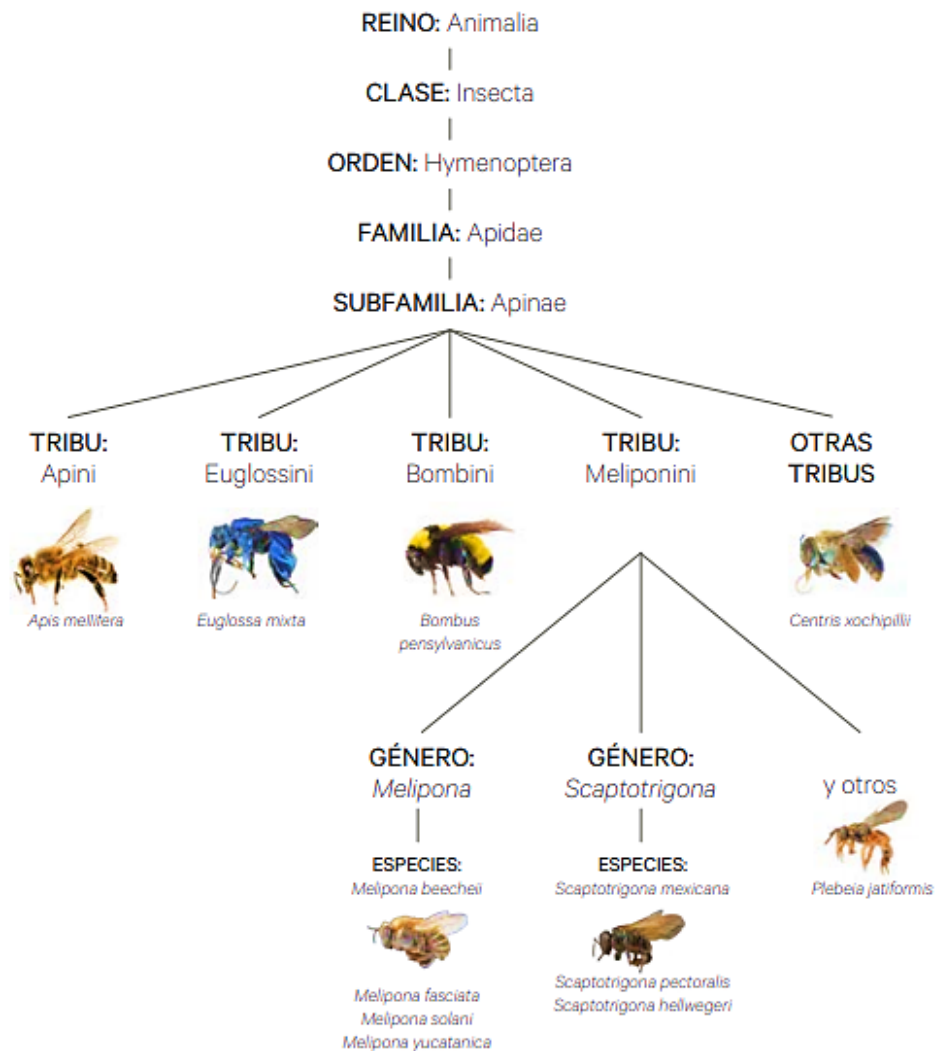 REINO: Animalia
CLASE: Insecta
ORDEN: Hymenoptera
FAMILIA: Apidae
SUBFAMILIA: Apinae
TRIBU:
Apini
TRIBU:
Euglossini
TRIBU:
Bombini
TRIBU:
Meliponini
OTRAS
TRIBUS
Apis mellifera
Euglossa mixta
Bombus
pensylvanicus
Centris xochipillii
GÉNERO:
Melipona
GÉNERO:
Scaptotrigona
y otros
ESPECIES:
Melipona beecheii
ESPECIES:
Scaptotrigona mexicana
Plebeia jatiformis
Melipona fasciata
Melipona solani
Melipona yucatanica
Scaptotrigona pectoralis
Scaptotrigona hellwegeri